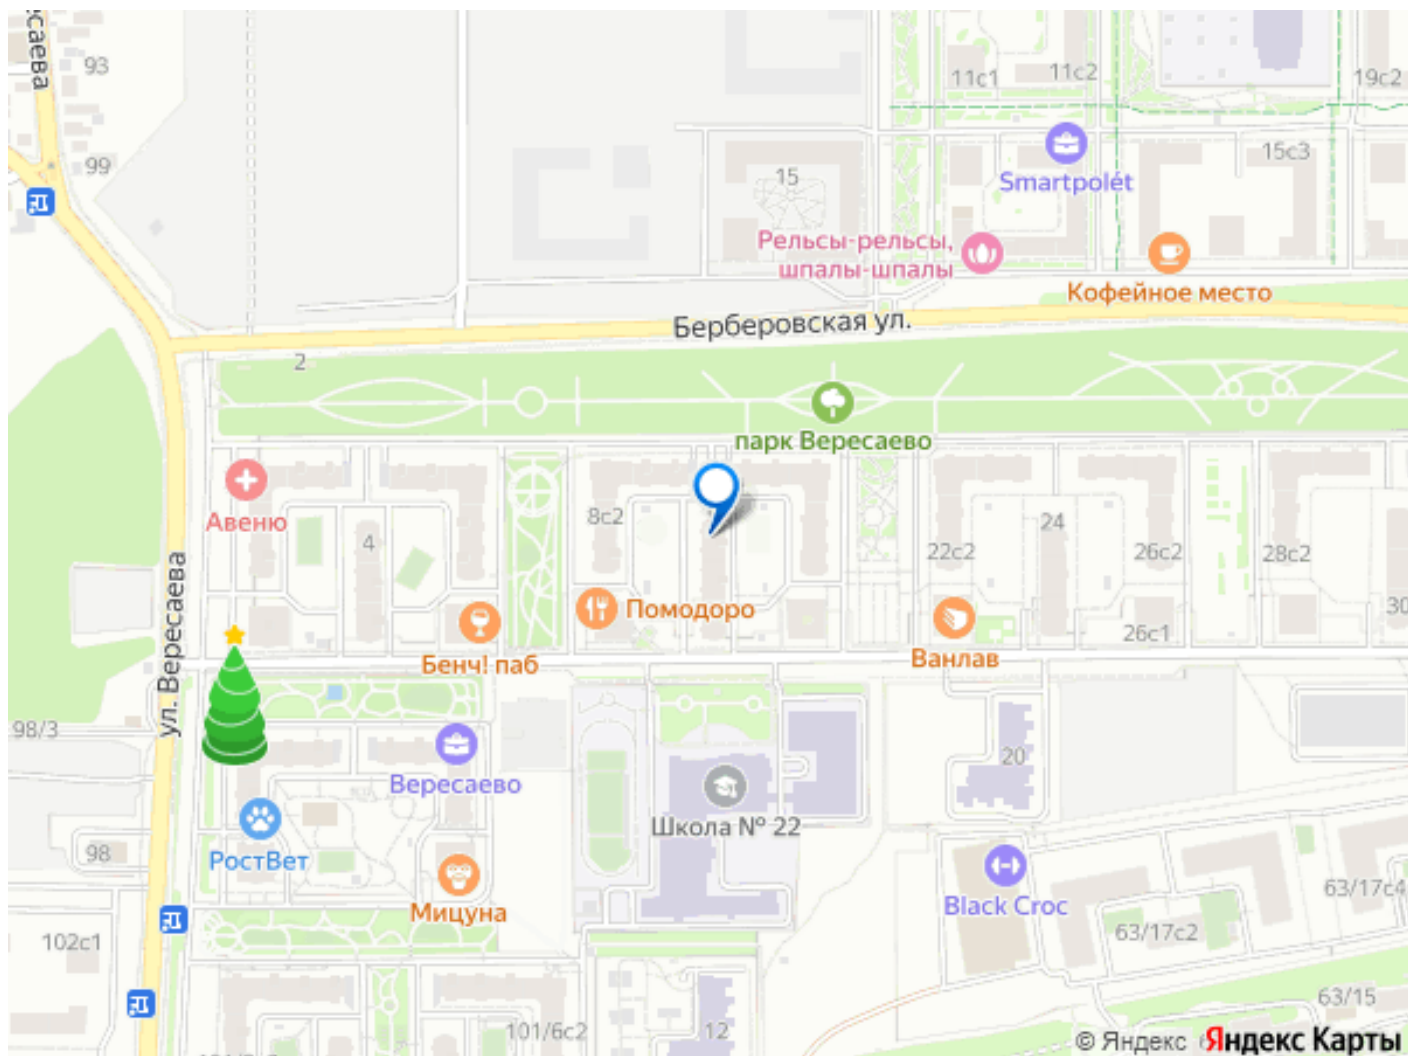 есаева
93
11с1
11с2
19с2
99
15с3
Smartpolét
15
Рельсы-рельсы,
шпалы-шпалы
Кофейное место
Берберовская ул.
2
парк Вересаево
Авеню
8с2
4
22с2
24
26с2
28с2
ул. Вересаева
Помодоро
30
26с1
Бенч! паб
Ванлав
98/3
20
Вересаево
Школа № 22
98
РостВет
63/17с4
Мицуна
Black Croc
63/17с2
102с1
63/15
101/6с2
12
© Яндекс
Яндекс Карты